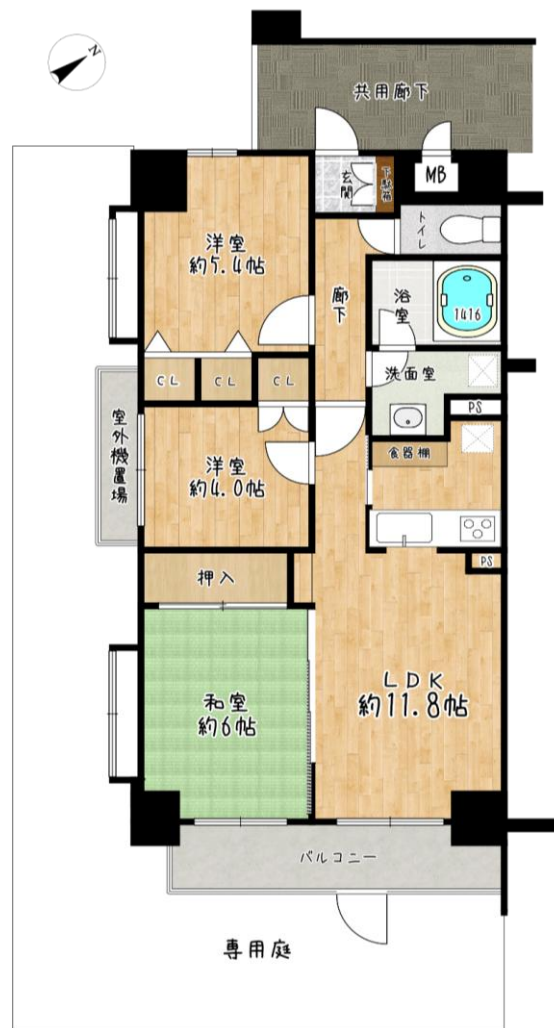 N
共用廊下
MB
玄関
下駄箱
トイレ
洋室
約5.4帖
廊下
浴室
1416
洗面室
CL
CL
CL
PS
室外機置場
洋室
約4.0帖
食器棚
押入
PS
和室
約6帖
LDK
約11.8帖
バルコニー
専用庭